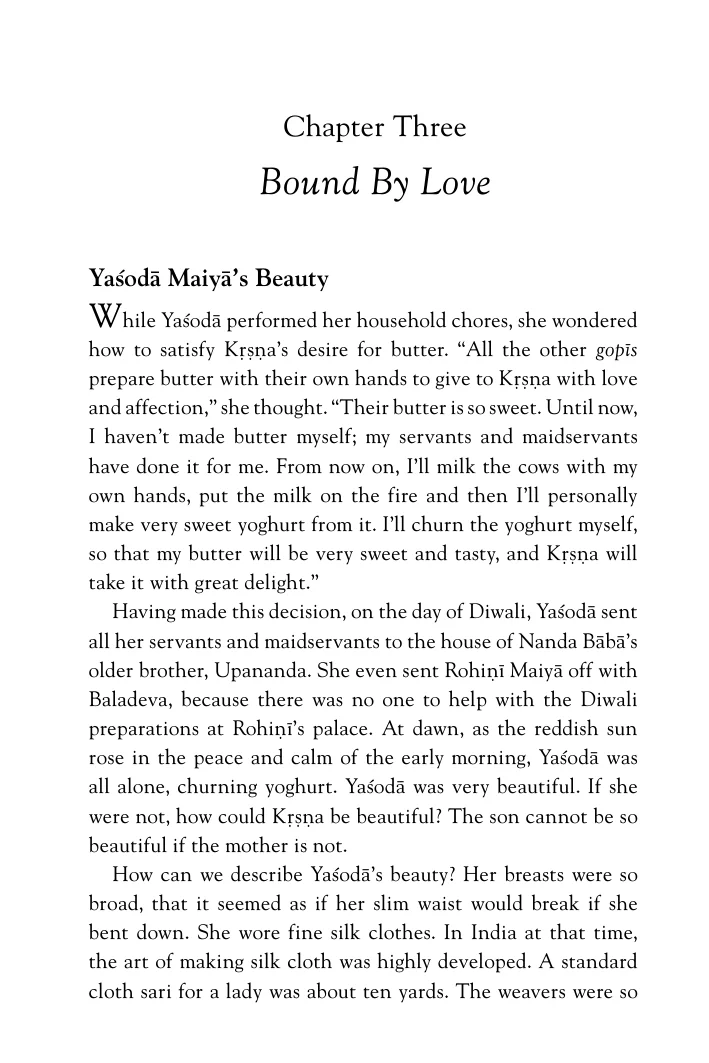 Chapter Three
Bound By Love
Yaśodā Maiyā’s Beauty
While Yaśodā performed her household chores, she wondered
how to satisfy Kṛṣṇa’s desire for butter. “All the other gopīs
prepare butter with their own hands to give to Kṛṣṇa with love
and affection,” she thought. “Their butter is so sweet. Until now,
I haven’t made butter myself; my servants and maidservants
have done it for me. From now on, I’ll milk the cows with my
own hands, put the milk on the fire and then I’ll personally
make very sweet yoghurt from it. I’ll churn the yoghurt myself,
so that my butter will be very sweet and tasty, and Kṛṣṇa will
take it with great delight.”
Having made this decision, on the day of Diwali, Yaśodā sent
all her servants and maidservants to the house of Nanda Bābā’s
older brother, Upananda. She even sent Rohiṇī Maiyā off with
Baladeva, because there was no one to help with the Diwali
preparations at Rohiṇī’s palace. At dawn, as the reddish sun
rose in the peace and calm of the early morning, Yaśodā was
all alone, churning yoghurt. Yaśodā was very beautiful. If she
were not, how could Kṛṣṇa be beautiful? The son cannot be so
beautiful if the mother is not.
How can we describe Yaśodā’s beauty? Her breasts were so
broad, that it seemed as if her slim waist would break if she
bent down. She wore fine silk clothes. In India at that time,
the art of making silk cloth was highly developed. A standard
cloth sari for a lady was about ten yards. The weavers were so